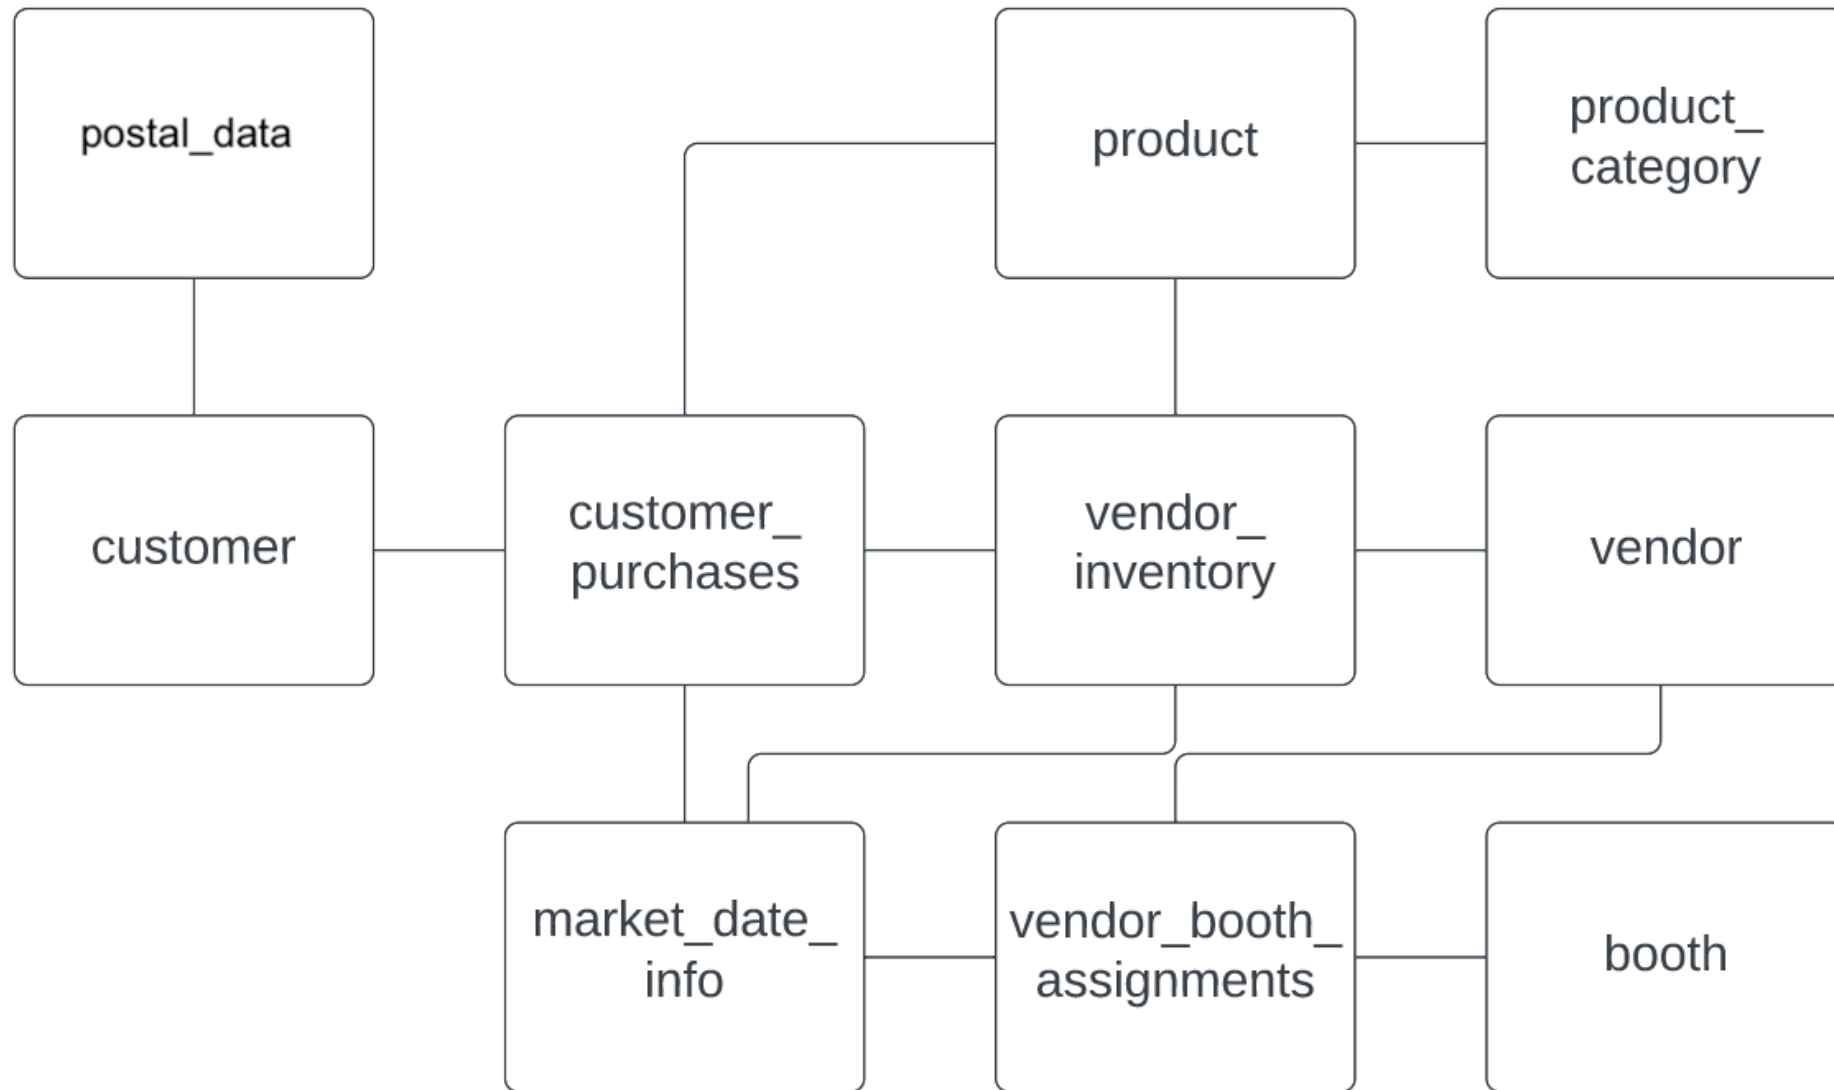 postal_data
product
product_
category
customer
customer_
purchases
vendor_
inventory
vendor
market_date_
info
vendor_booth_
assignments
booth